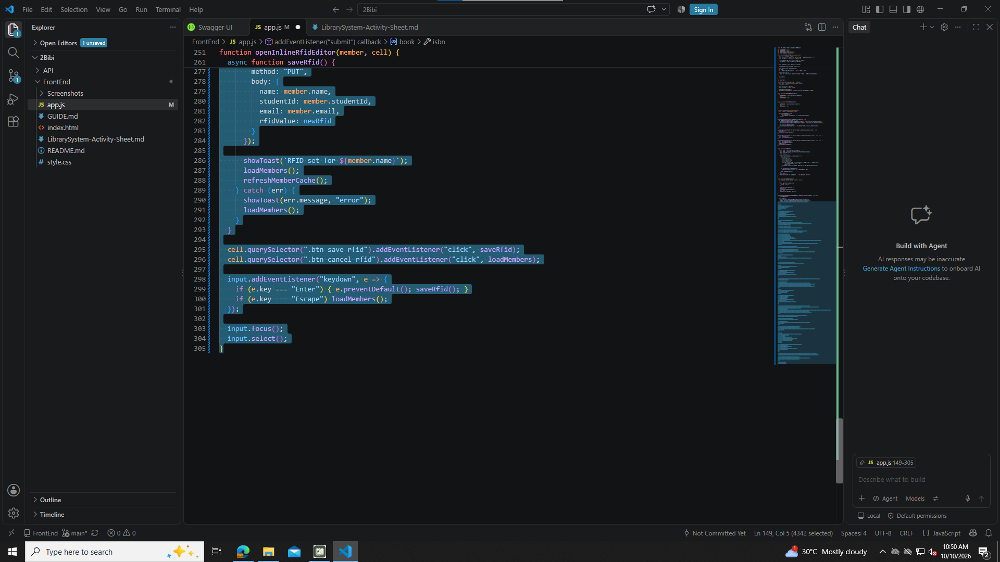 File Edit Selection View Go Run Terminal Help
2Bibi
Sign In
Explorer
Open Editors 1 unsaved
2Bibi
API
FrontEnd
Screenshots
JS app.js M
GUIDE.md
index.html
LibrarySystem-Activity-Sheet.md
README.md
style.css
Outline
Timeline
Swagger UI
JS app.js M
LibrarySystem-Activity-Sheet.md
FrontEnd > JS app.js > addEventListener("submit") callback > book > isbn
251 function openInlineRfidEditor(member, cell) {
261 async function saveRfid() {
277 method: "PUT",
278 body: {
279 name: member.name,
280 studentId: member.studentId,
281 email: member.email,
282 rfidValue: newRfid
283 }
284 });
285
286 showToast(`RFID set for ${member.name}`);
287 loadMembers();
288 refreshMemberCache();
289 } catch (err) {
290 showToast(err.message, "error");
291 loadMembers();
292 }
293 }
294
295 cell.querySelector(".btn-save-rfid").addEventListener("click", saveRfid);
296 cell.querySelector(".btn-cancel-rfid").addEventListener("click", loadMembers);
297
298 input.addEventListener("keydown", e => {
299 if (e.key === "Enter") { e.preventDefault(); saveRfid(); }
300 if (e.key === "Escape") loadMembers();
301 });
302
303 input.focus();
304 input.select();
305 }
Chat
Build with Agent
AI responses may be inaccurate
Generate Agent Instructions to onboard AI
onto your codebase.
JS app.js:149-305
Describe what to build
Agent Models
Local Default permissions
FrontEnd main* 0 0
Not Committed Yet Ln 149, Col 5 (4342 selected) Spaces: 4 UTF-8 CRLF { } JavaScript
Type here to search
1 30°C Mostly cloudy
10:50 AM
10/10/2026
2